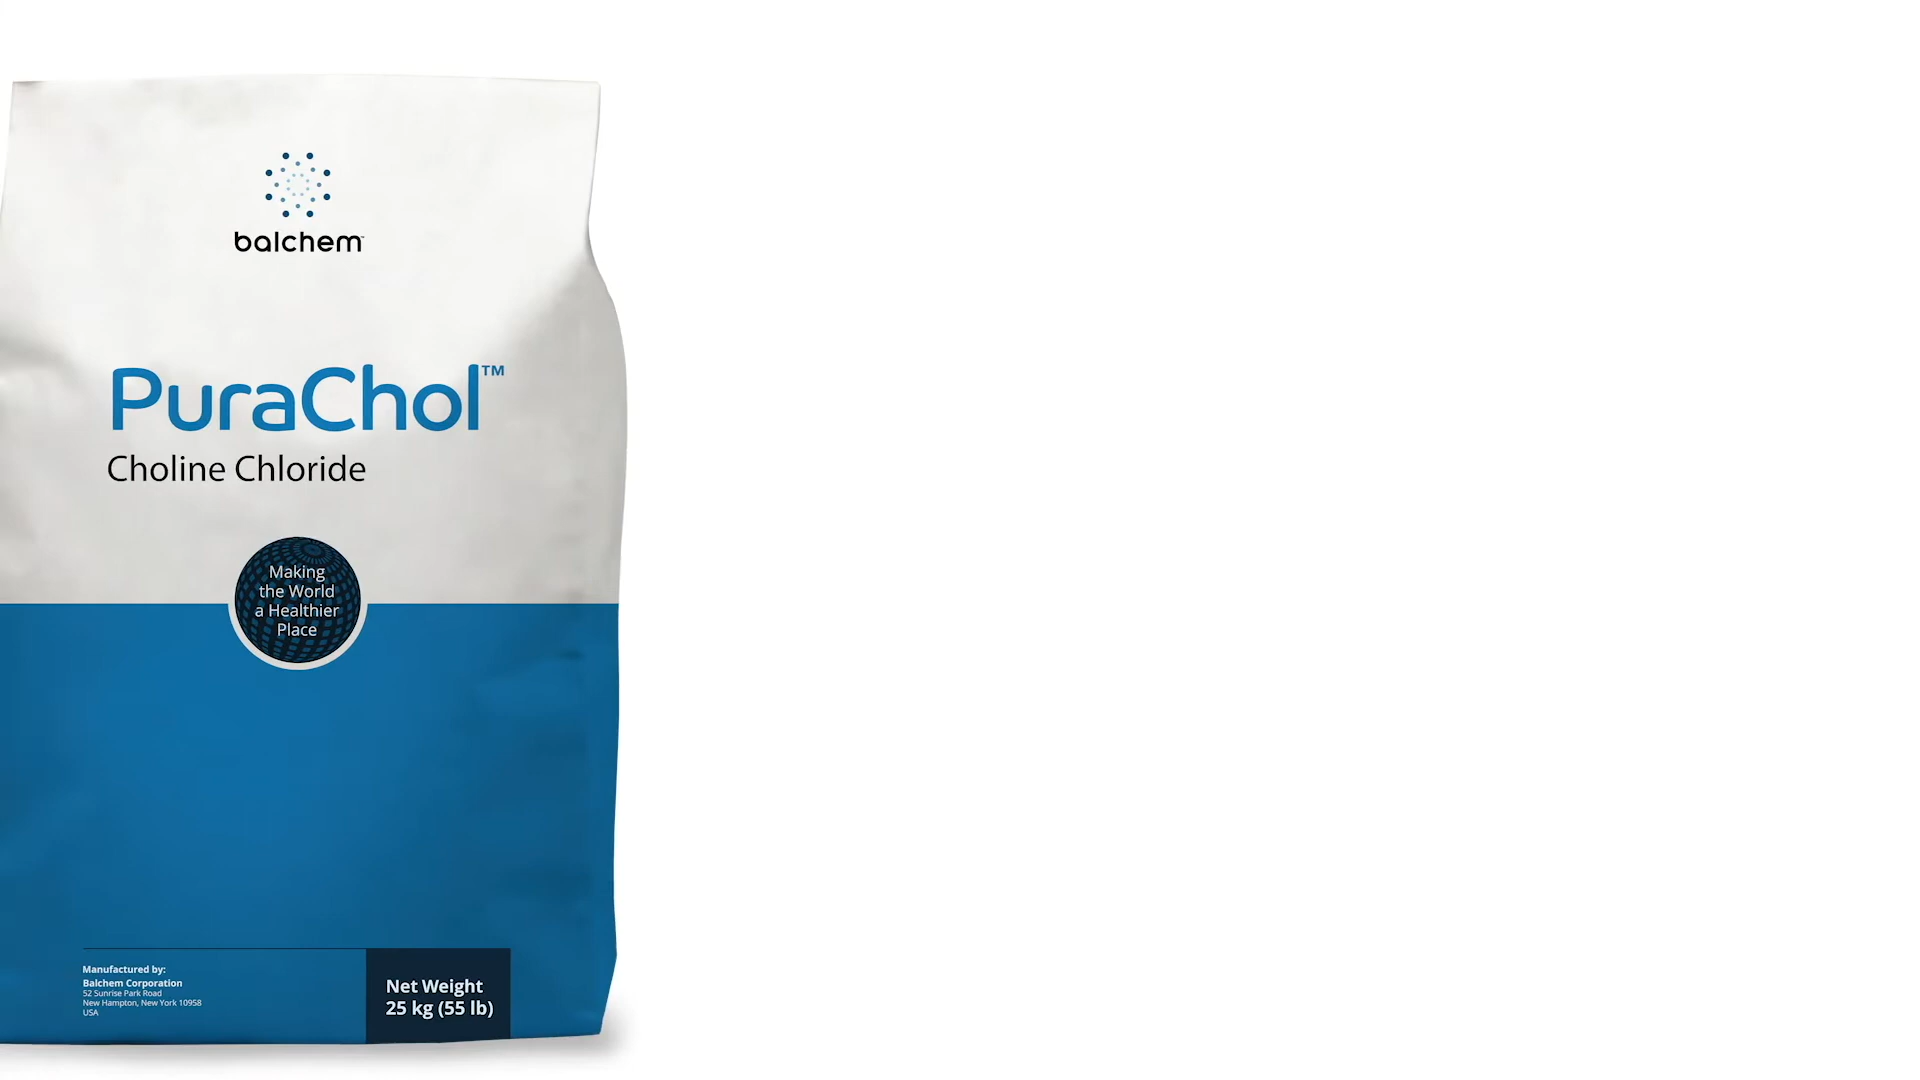 balchem™
PuraChol™
Choline Chloride
Making
the World
a Healthier
Place
Manufactured by:
Balchem Corporation
52 Sunrise Park Road
New Hampton, New York 10958
USA
Net Weight
25 kg (55 lb)